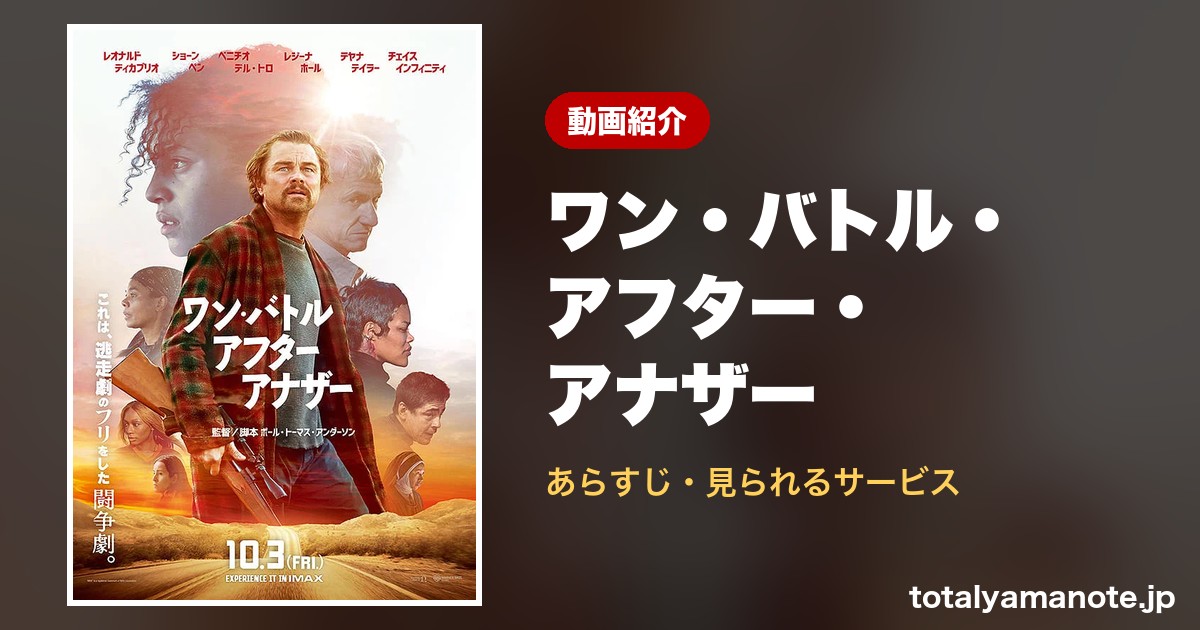 レオナルド
ディカプリオ
ショーン
ペン
ベニチオ
デル・トロ
レジーナ
ホール
テヤナ
テイラー
チェイス
インフィニティ
これは、逃走劇のフリをした闘争劇。
ワン・バトル
アフター
アナザー
監督/脚本 ポール・トーマス・アンダーソン
10.3(FRI.)
EXPERIENCE IT IN IMAX
動画紹介
ワン・バトル・
アフター・
アナザー
あらすじ・見られるサービス
totalyamanote.jp